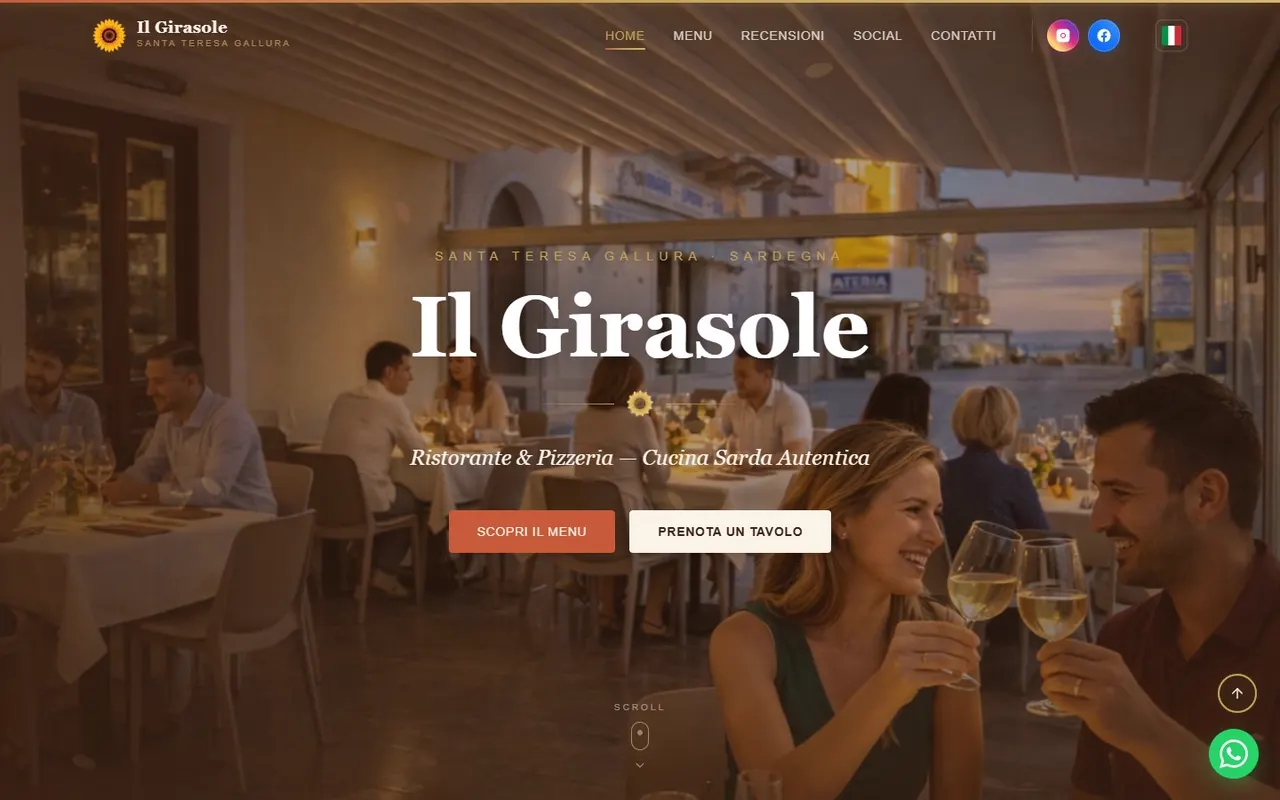 Il Girasole
SANTA TERESA GALLURA
HOME
MENU
RECENSIONI
SOCIAL
CONTATTI
SANTA TERESA GALLURA · SARDEGNA
ATERIA
Il Girasole
Ristorante & Pizzeria — Cucina Sarda Autentica
SCOPRI IL MENU
PRENOTA UN TAVOLO
SCROLL